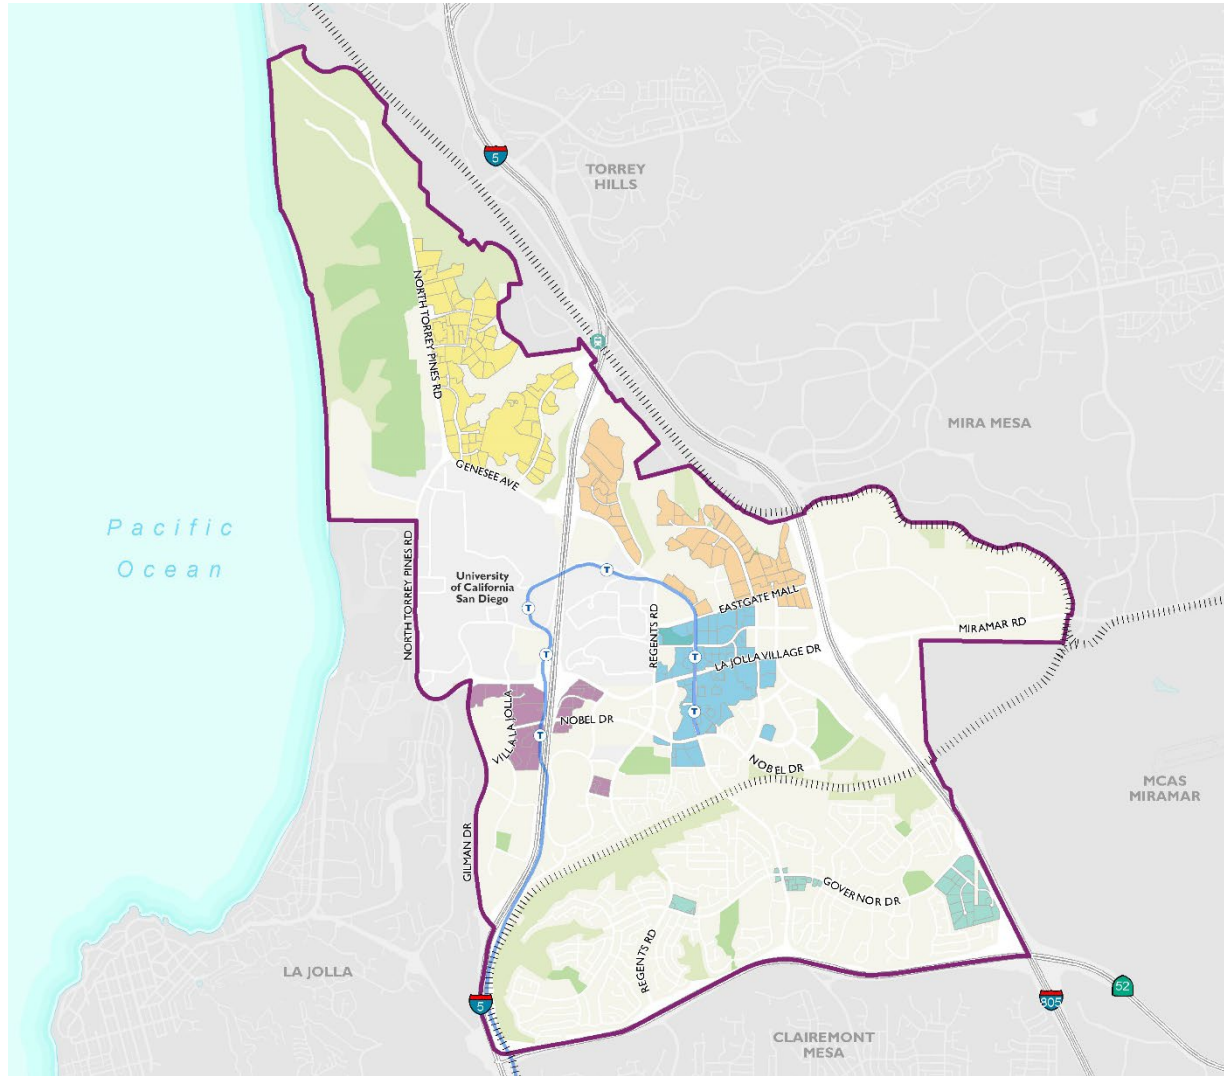 5
TORREY
HILLS
NORTH TORREY PINES RD
MIRA MESA
GENESEE AVE
Pacific
Ocean
NORTH TORREY PINES RD
University
of California
San Diego
T
T
T
REGENTS RD
EASTGATE MALL
MIRAMAR RD
T
LA JOLLA VILLAGE DR
VILLA LA JOLLA
NOBEL DR
T
T
NOBEL DR
MCAS
MIRAMAR
GILMAN DR
GOVERNOR DR
REGENTS RD
LA JOLLA
5
805
52
CLAIREMONT
MESA